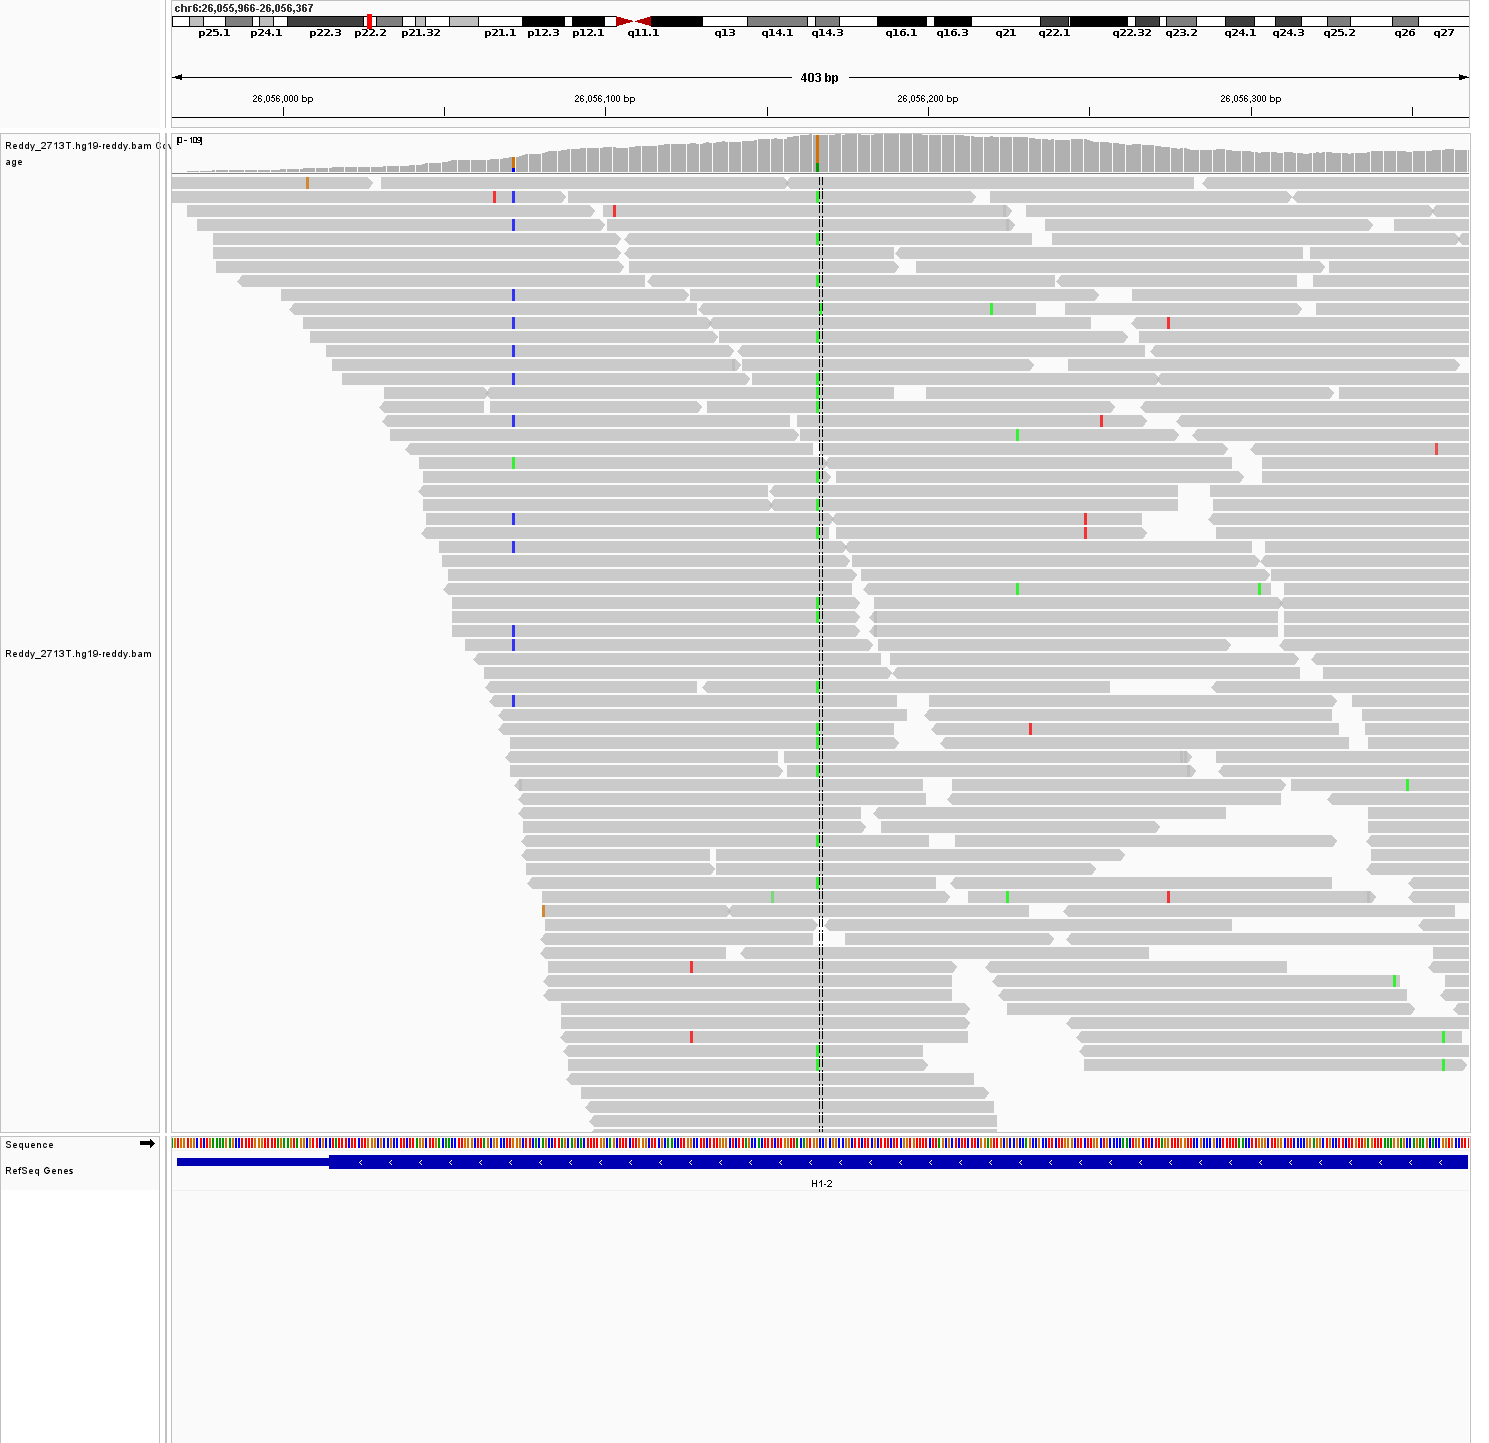 chr6:26,055,966-26,056,367
p25.1 p24.1 p22.3 p22.2 p21.32 p21.1 p12.3 p12.1 q11.1 q13 q14.1 q14.3 q16.1 q16.3 q21 q22.1 q22.32 q23.2 q24.1 q24.3 q25.2 q26 q27
403 bp
26,056,000 bp 26,056,100 bp 26,056,200 bp 26,056,300 bp
Reddy_2713T.hg19-reddy.bam Cov
age
[0 - 109]
Reddy_2713T.hg19-reddy.bam
Sequence
RefSeq Genes
H1-2